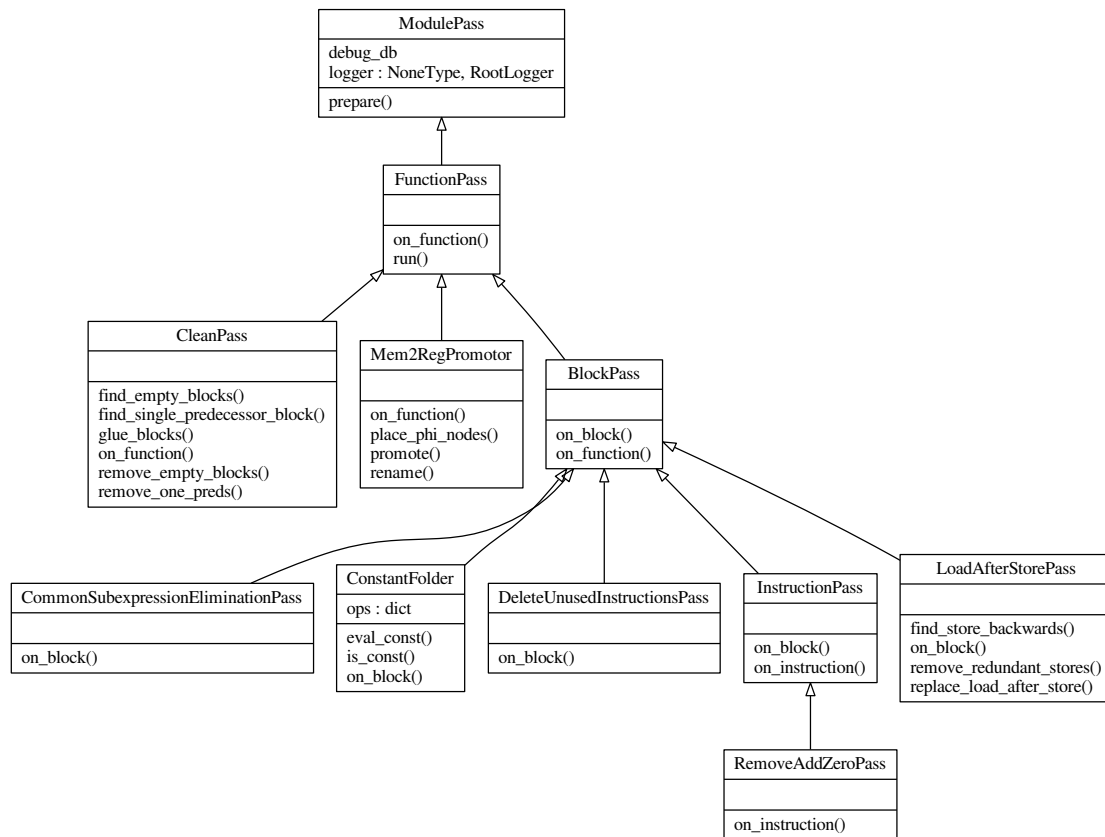 ModulePass
debug_db
logger : NoneType, RootLogger
prepare()
FunctionPass
on_function()
run()
CleanPass
find_empty_blocks()
find_single_predecessor_block()
glue_blocks()
on_function()
remove_empty_blocks()
remove_one_preds()
Mem2RegPromotor
on_function()
place_phi_nodes()
promote()
rename()
BlockPass
on_block()
on_function()
CommonSubexpressionEliminationPass
on_block()
ConstantFolder
ops : dict
eval_const()
is_const()
on_block()
DeleteUnusedInstructionsPass
on_block()
InstructionPass
on_block()
on_instruction()
LoadAfterStorePass
find_store_backwards()
on_block()
remove_redundant_stores()
replace_load_after_store()
RemoveAddZeroPass
on_instruction()